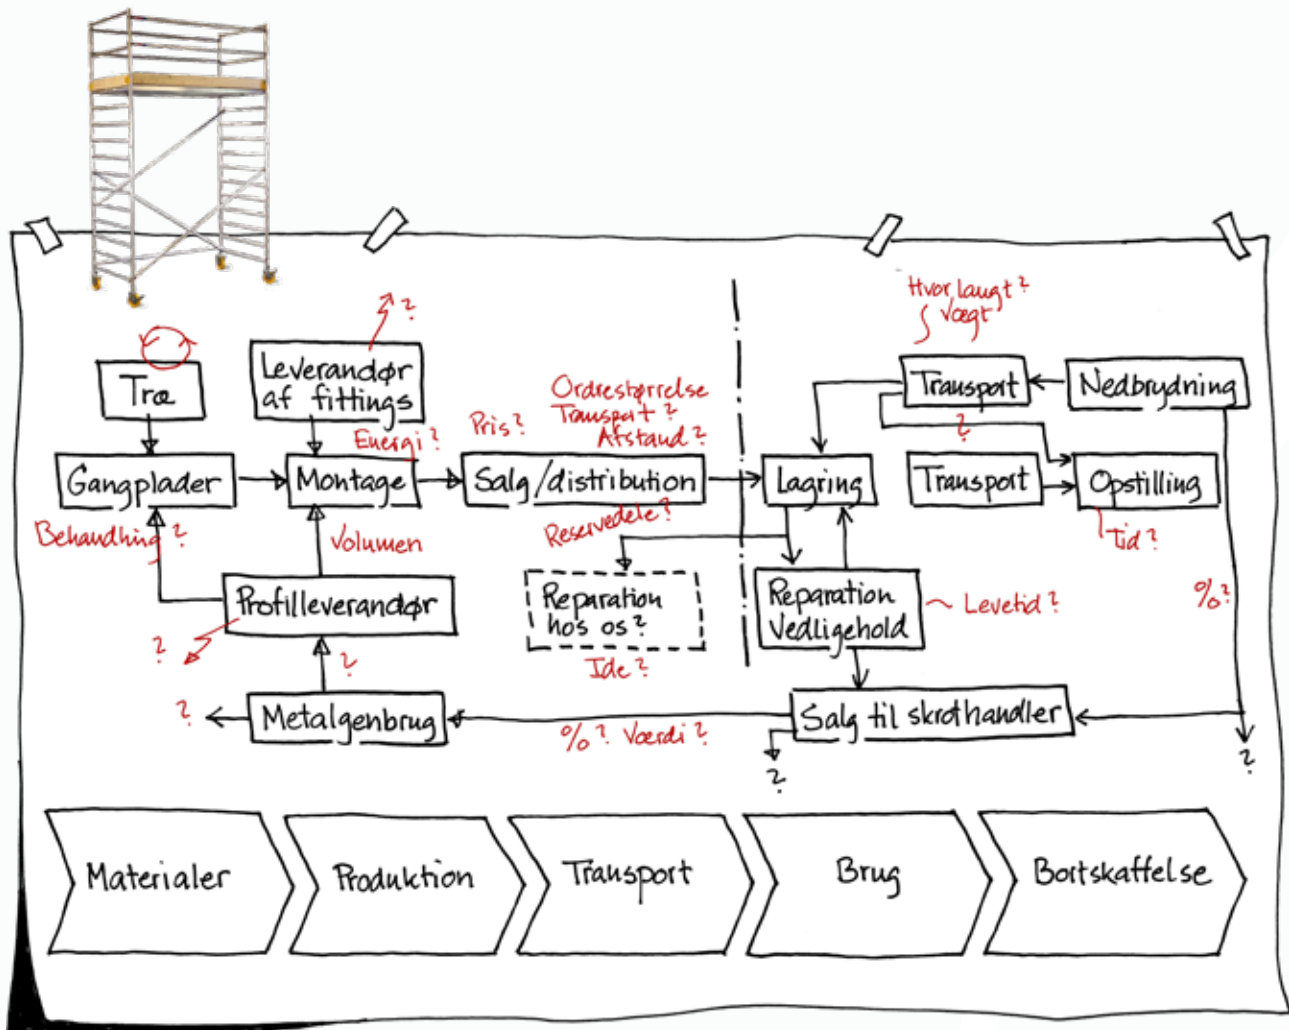 Hvor langt?
Vægt
?
Træ
Leverandør
af fittings
Transport
Nedbrydning
Ordrestørrelse
Transport?
Afstand?
Energi?
Pris?
?
Gangplader
Montage
Salg/distribution
Lagring
Transport
Opstilling
Behandling?
Volumen
Reservedele?
Tid?
Profilleverandør
Reparation
hos os?
Reparation
Vedligehold
Levetid?
%?
?
?
Ide?
?
Metalgenbrug
%? Værdi?
Salg til skrothandler
?
?
Materialer
Produktion
Transport
Brug
Bortskaffelse